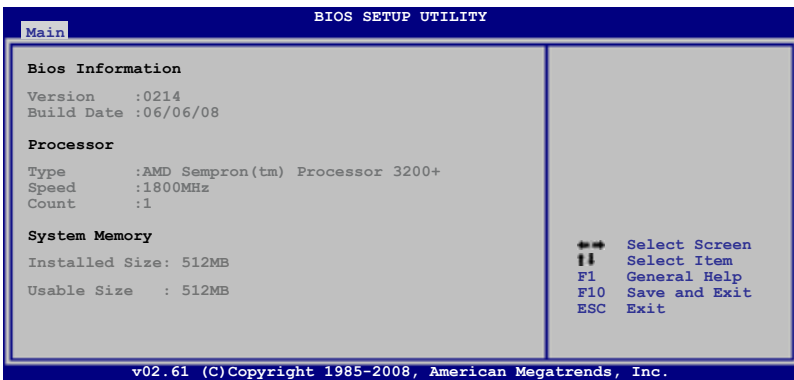 BIOS SETUP UTILITY
Main
Bios Information
Version :0214
Build Date :06/06/08
Processor
Type :AMD Sempron(tm) Processor 3200+
Speed :1800MHz
Count :1
System Memory
Installed Size: 512MB
Usable Size : 512MB
←→ Select Screen
↑↓ Select Item
F1 General Help
F10 Save and Exit
ESC Exit
v02.61 (C)Copyright 1985-2008, American Megatrends, Inc.